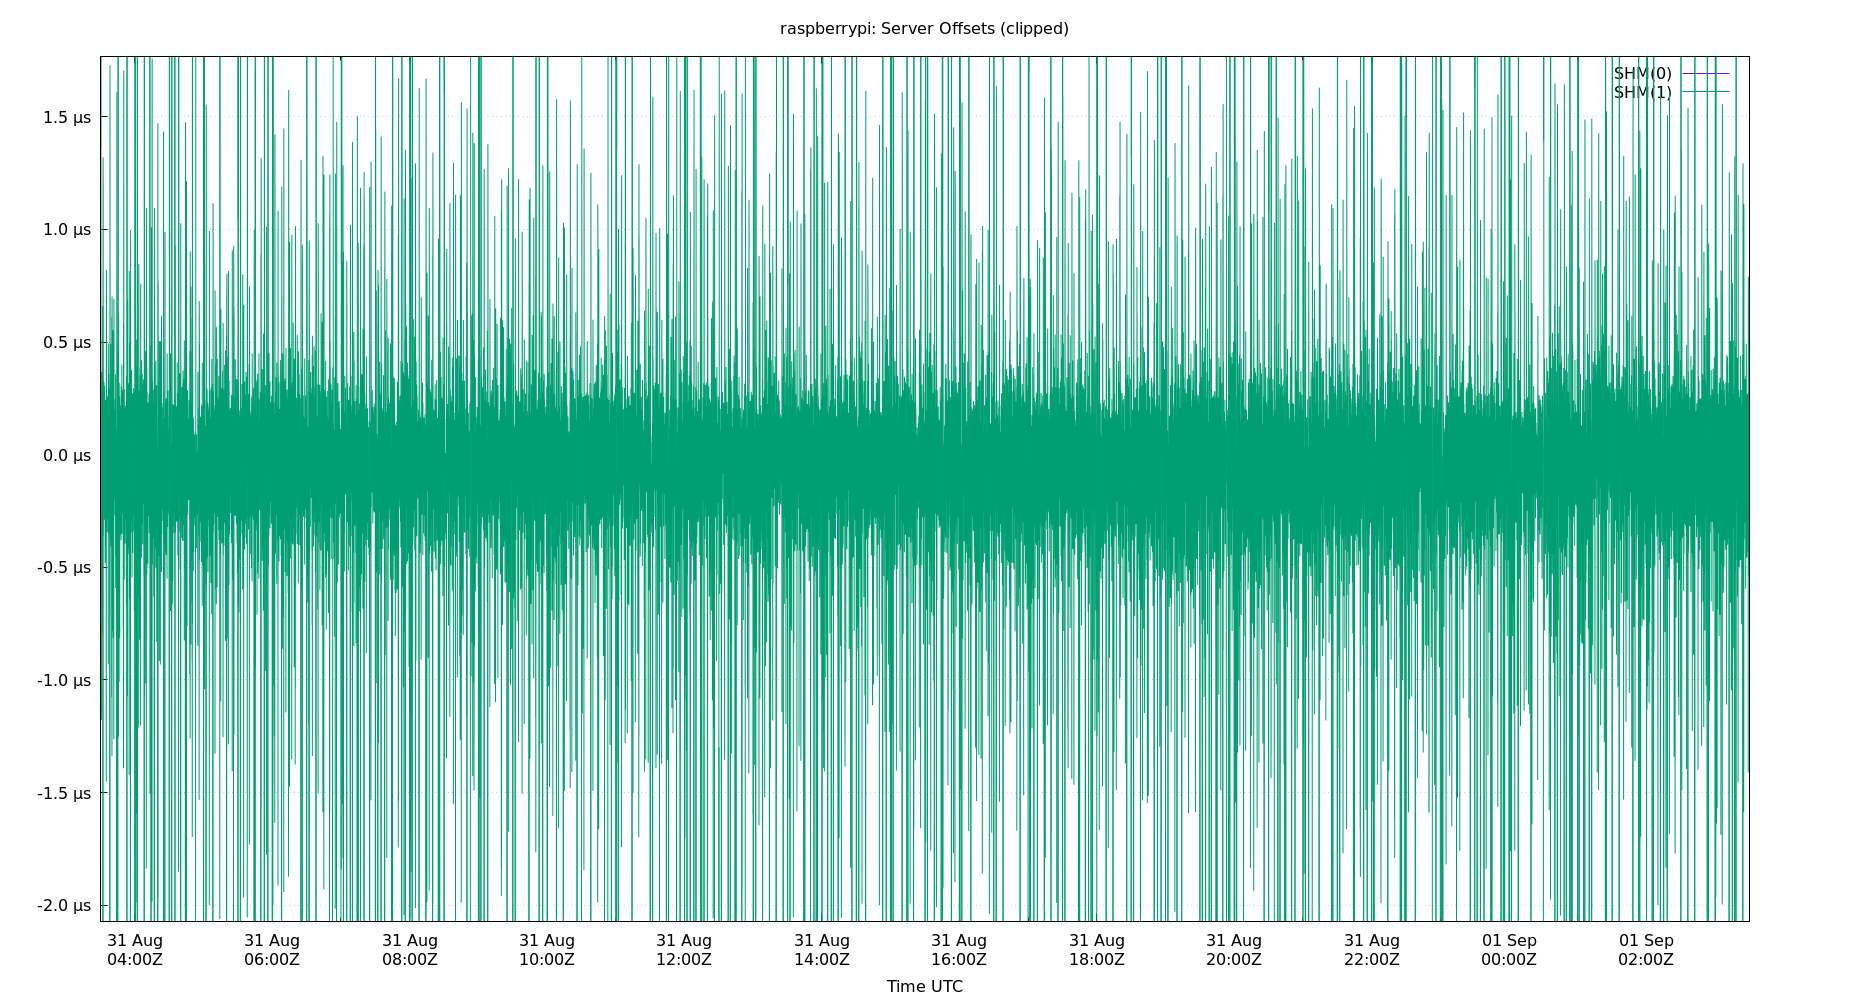 raspberrypi: Server Offsets (clipped)
SHM(0)
SHM(1)
1.5 µs
1.0 µs
0.5 µs
0.0 µs
-0.5 µs
-1.0 µs
-1.5 µs
-2.0 µs
31 Aug 31 Aug 31 Aug 31 Aug 31 Aug 31 Aug 31 Aug 31 Aug 31 Aug 31 Aug 01 Sep 01 Sep
04:00Z 06:00Z 08:00Z 10:00Z 12:00Z 14:00Z 16:00Z 18:00Z 20:00Z 22:00Z 00:00Z 02:00Z
Time UTC